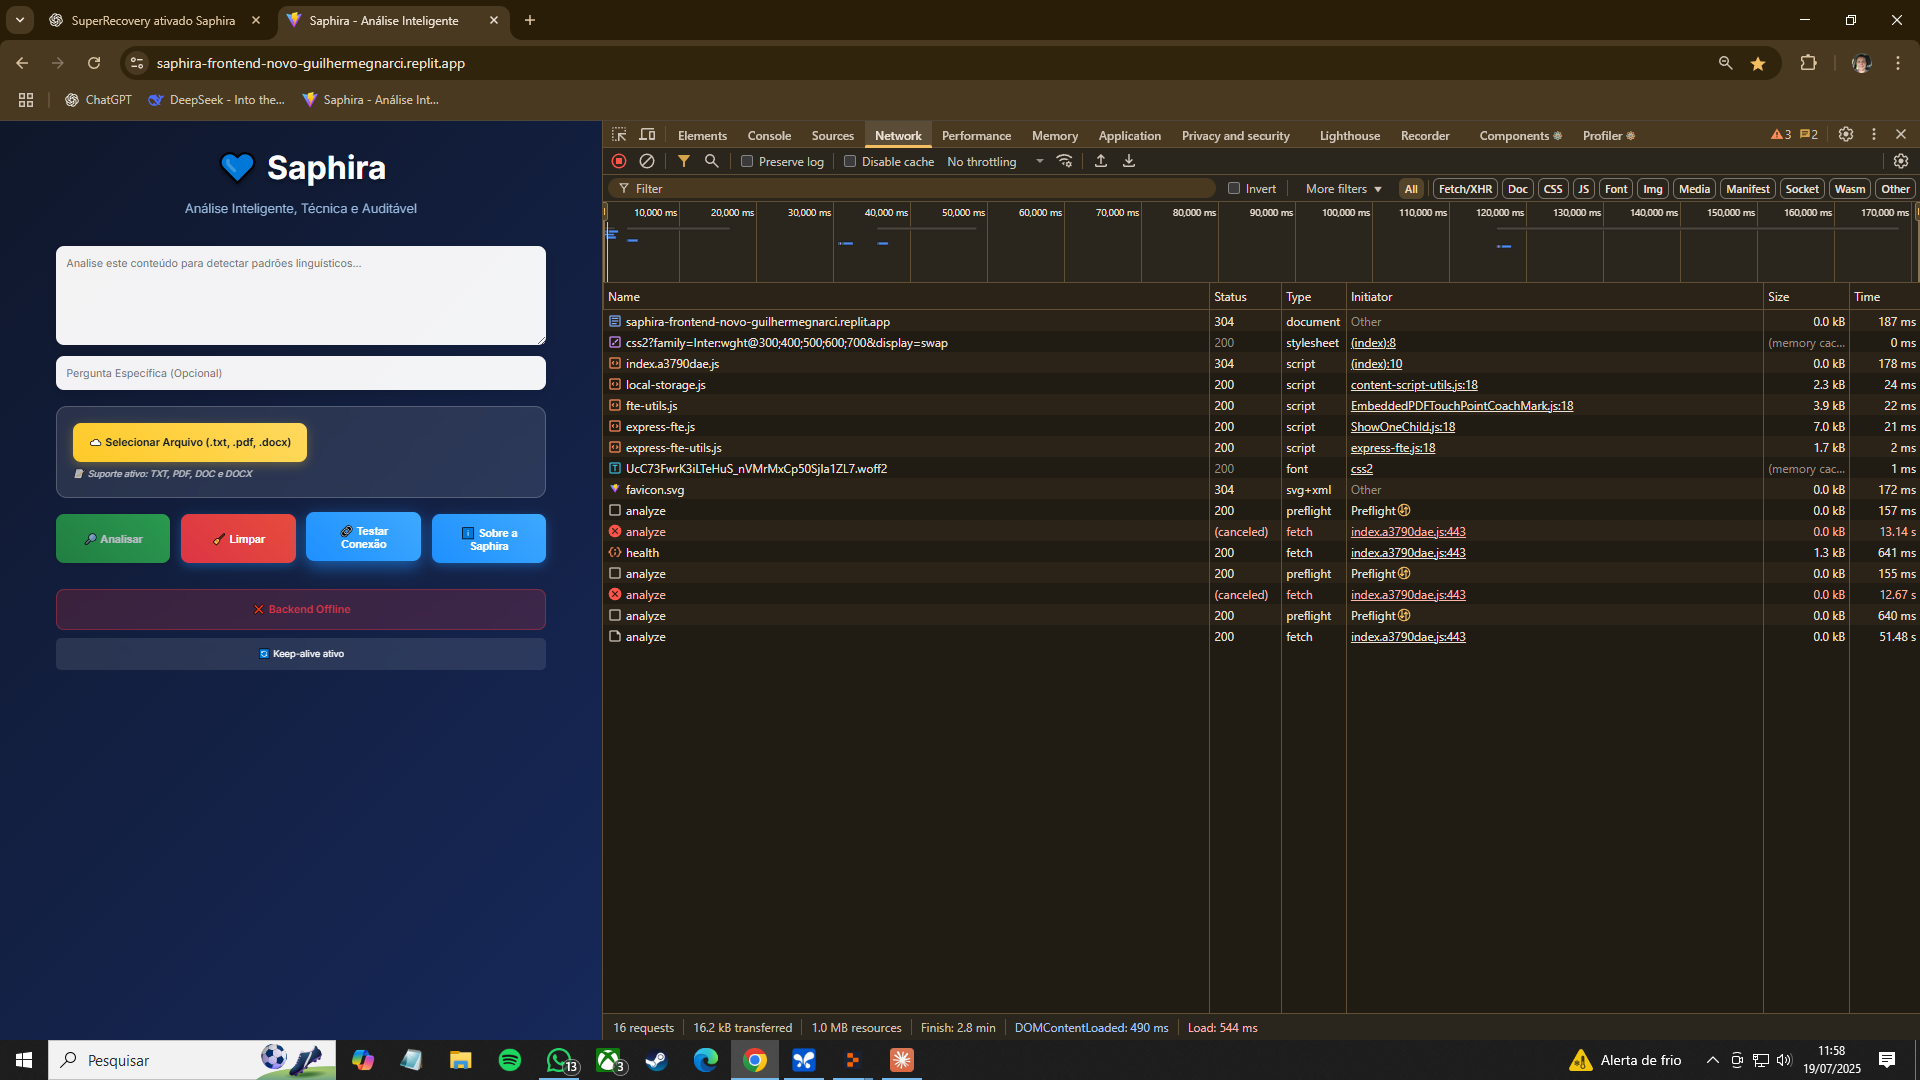 SuperRecovery ativado Saphira
Saphira - Análise Inteligente
saphira-frontend-novo-guilhermegnarci.replit.app
ChatGPT
DeepSeek - Into the...
Saphira - Análise Int...
Saphira
Análise Inteligente, Técnica e Auditável
Analise este conteúdo para detectar padrões linguísticos...
Pergunta Específica (Opcional)
Selecionar Arquivo (.txt, .pdf, .docx)
Suporte ativo: TXT, PDF, DOC e DOCX
Analisar
Limpar
Testar
Conexão
Sobre a
Saphira
Backend Offline
Keep-alive ativo
Elements Console Sources Network Performance Memory Application Privacy and security Lighthouse Recorder Components Profiler 3 2
Preserve log Disable cache No throttling
Filter Invert More filters All Fetch/XHR Doc CSS JS Font Img Media Manifest Socket Wasm Other
10,000 ms 20,000 ms 30,000 ms 40,000 ms 50,000 ms 60,000 ms 70,000 ms 80,000 ms 90,000 ms 100,000 ms 110,000 ms 120,000 ms 130,000 ms 140,000 ms 150,000 ms 160,000 ms 170,000 ms
Name Status Type Initiator Size Time
saphira-frontend-novo-guilhermegnarci.replit.app 304 document Other 0.0 kB 187 ms
css2?family=Inter:wght@300;400;500;600;700&display=swap 200 stylesheet (index):8 (memory cac... 0 ms
index.a3790dae.js 304 script (index):10 0.0 kB 178 ms
local-storage.js 200 script content-script-utils.js:18 2.3 kB 24 ms
fte-utils.js 200 script EmbeddedPDFTouchPointCoachMark.js:18 3.9 kB 22 ms
express-fte.js 200 script ShowOneChild.js:18 7.0 kB 21 ms
express-fte-utils.js 200 script express-fte.js:18 1.7 kB 2 ms
UcC73FwrK3iLTeHuS_nVMrMxCp50SjIa1ZL7.woff2 200 font css2 (memory cac... 1 ms
favicon.svg 304 svg+xml Other 0.0 kB 172 ms
analyze 200 preflight Preflight 0.0 kB 157 ms
analyze (canceled) fetch index.a3790dae.js:443 0.0 kB 13.14 s
health 200 fetch index.a3790dae.js:443 1.3 kB 641 ms
analyze 200 preflight Preflight 0.0 kB 155 ms
analyze (canceled) fetch index.a3790dae.js:443 0.0 kB 12.67 s
analyze 200 preflight Preflight 0.0 kB 640 ms
analyze 200 fetch index.a3790dae.js:443 0.0 kB 51.48 s
16 requests 16.2 kB transferred 1.0 MB resources Finish: 2.8 min DOMContentLoaded: 490 ms Load: 544 ms
Pesquisar
13
3
Alerta de frio
11:58
19/07/2025